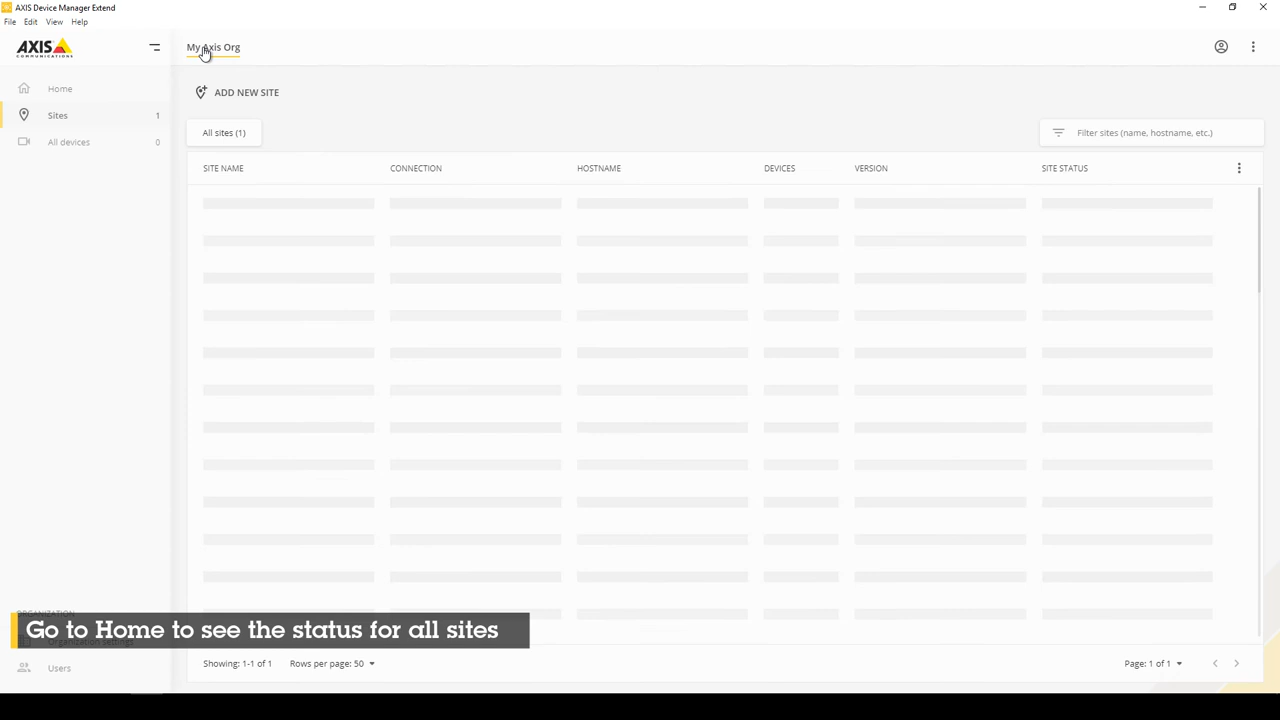 AXIS Device Manager Extend
File Edit View Help
AXIS
COMMUNICATIONS
My Axis Org
Home
Sites 1
All devices 0
ADD NEW SITE
All sites (1)
Filter sites (name, hostname, etc.)
SITE NAME CONNECTION HOSTNAME DEVICES VERSION SITE STATUS
ORGANIZATION
Go to Home to see the status for all sites
Organization settings
Users
Showing: 1-1 of 1 Rows per page: 50 Page: 1 of 1